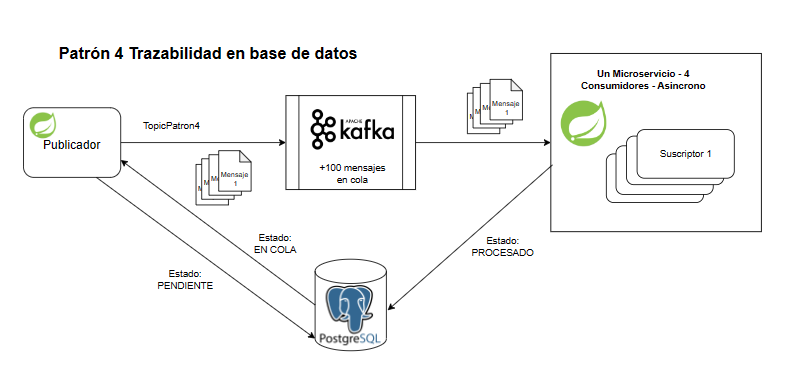 Patrón 4 Trazabilidad en base de datos
Un Microservicio - 4
Consumidores - Asincrono
Publicador
TopicPatron4
M
M
Mensaje
1
APACHE
kafka
+100 mensajes
en cola
M
M
Mensaje
1
Suscriptor 1
Estado:
EN COLA
Estado:
PENDIENTE
Estado:
PROCESADO
PostgreSQL